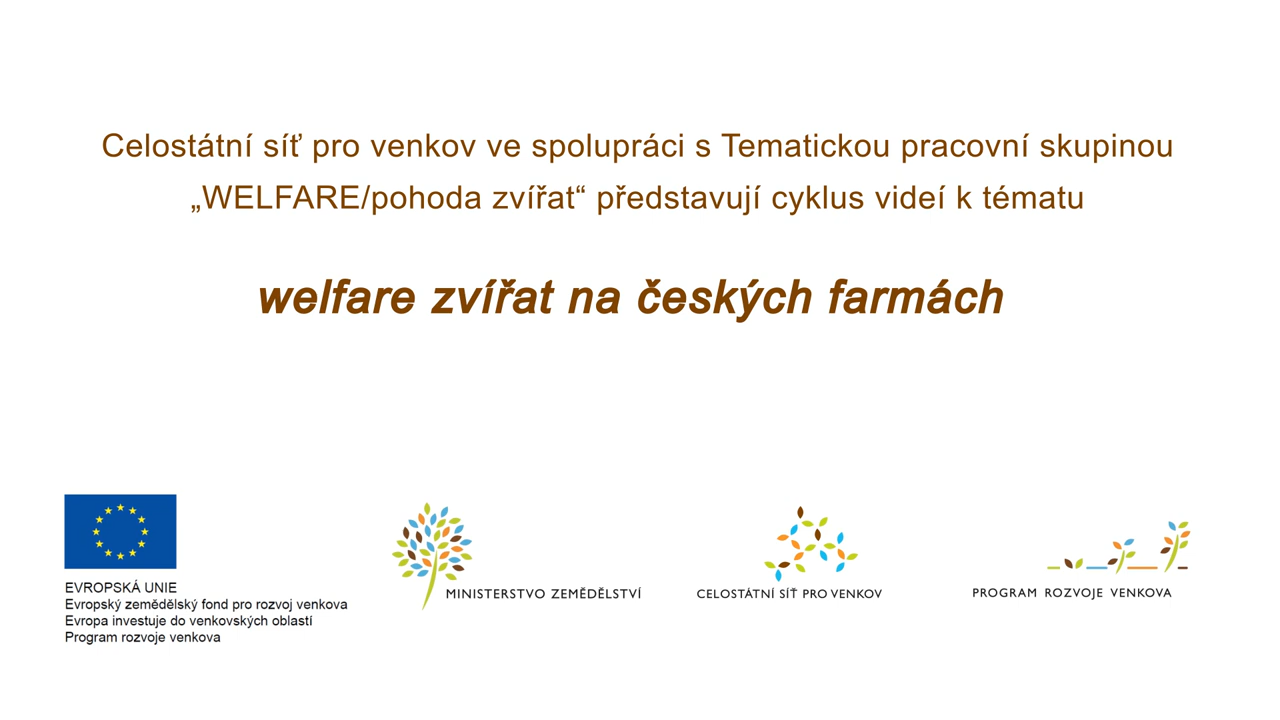 Celostátní síť pro venkov ve spolupráci s Tematickou pracovní skupinou
„WELFARE/pohoda zvířat“ představují cyklus videí k tématu
welfare zvířat na českých farmách
EVROPSKÁ UNIE
Evropský zemědělský fond pro rozvoj venkova
Evropa investuje do venkovských oblastí
Program rozvoje venkova
MINISTERSTVO ZEMĚDĚLSTVÍ
CELOSTÁTNÍ SÍŤ PRO VENKOV
PROGRAM ROZVOJE VENKOVA